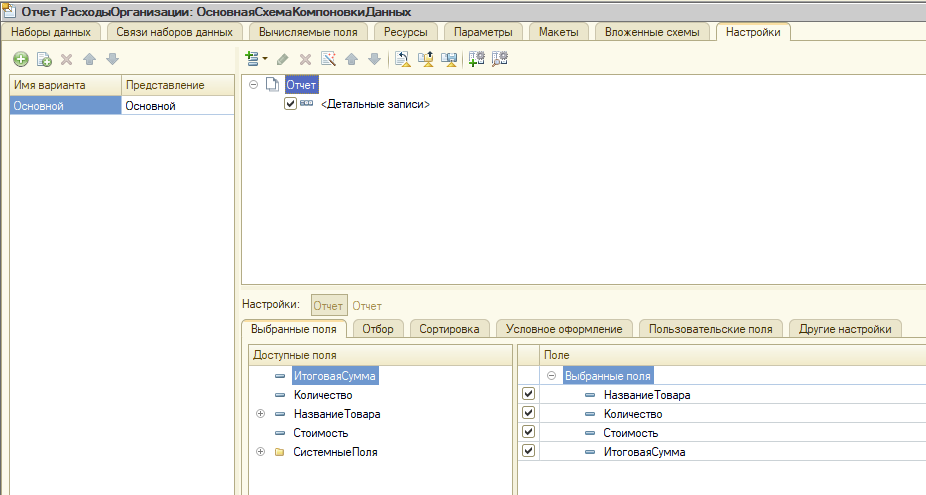 Отчет РасходыОрганизации: ОсновнаяСхемаКомпоновкиДанных
Наборы данных Связи наборов данных Вычисляемые поля Ресурсы Параметры Макеты Вложенные схемы Настройки
Имя варианта Представление
Основной Основной
Отчет
<Детальные записи>
Настройки: Отчет Отчет
Выбранные поля Отбор Сортировка Условное оформление Пользовательские поля Другие настройки
Доступные поля Поле
ИтоговаяСумма Выбранные поля
Количество НазваниеТовара
НазваниеТовара Количество
Стоимость Стоимость
СистемныеПоля ИтоговаяСумма